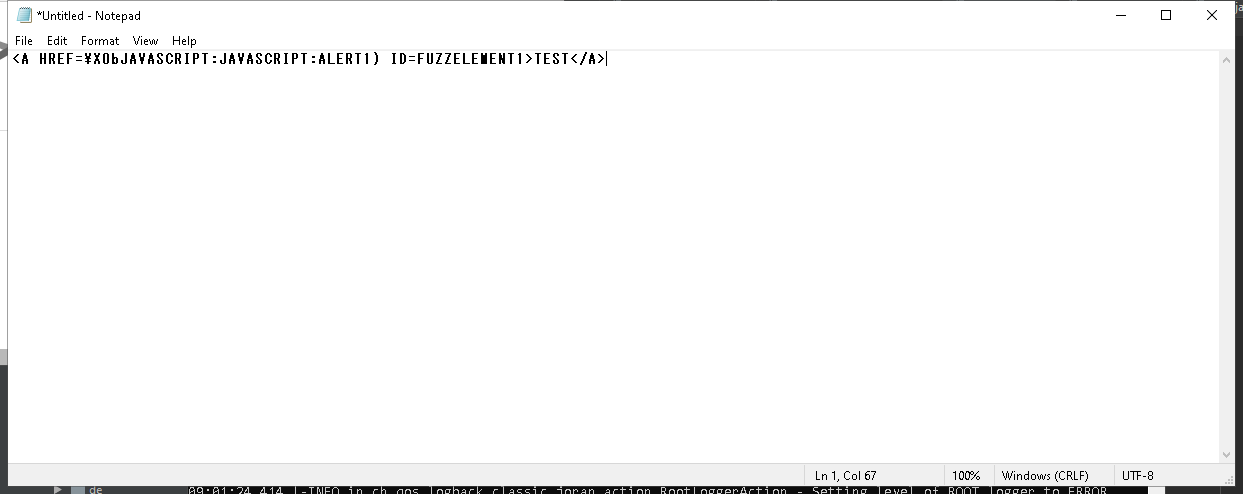 *Untitled - Notepad
File Edit Format View Help
<A HREF=¥X0bJAVASCRIPT:JAVASCRIPT:ALERT1) ID=FUZZELEMENT1>TEST</A>
Ln 1, Col 67 100% Windows (CRLF) UTF-8
de 09:01:24,414 |-INFO in ch.qos.logback.classic.joran.action.RootLoggerAction - Setting level of ROOT logger to ERROR